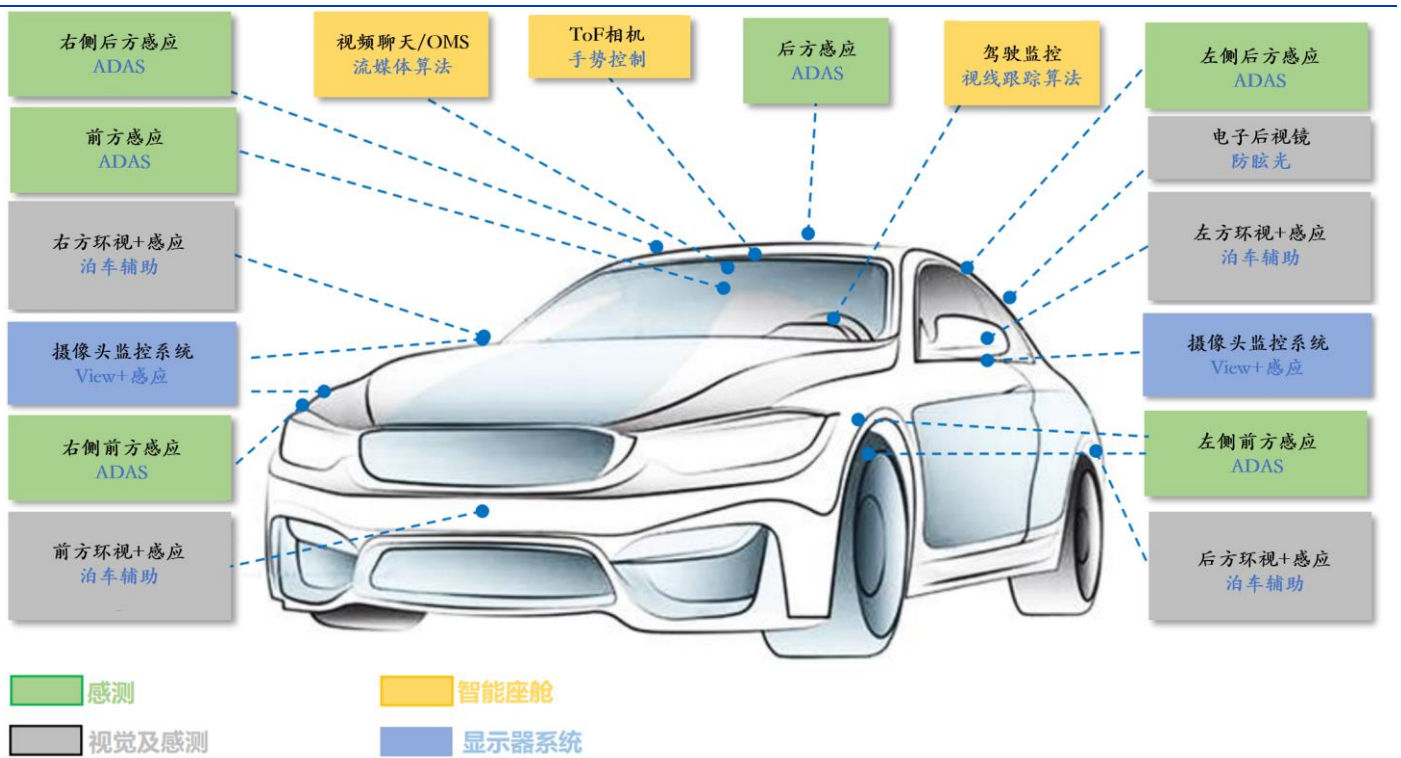 右侧后方感应
ADAS
视频聊天/OMS
流媒体算法
ToF相机
手势控制
后方感应
ADAS
驾驶监控
视线跟踪算法
左侧后方感应
ADAS
前方感应
ADAS
电子后视镜
防眩光
右方环视+感应
泊车辅助
左方环视+感应
泊车辅助
摄像头监控系统
View+感应
摄像头监控系统
View+感应
右侧前方感应
ADAS
左侧前方感应
ADAS
前方环视+感应
泊车辅助
后方环视+感应
泊车辅助
感测
智能座舱
视觉及感测
显示器系统